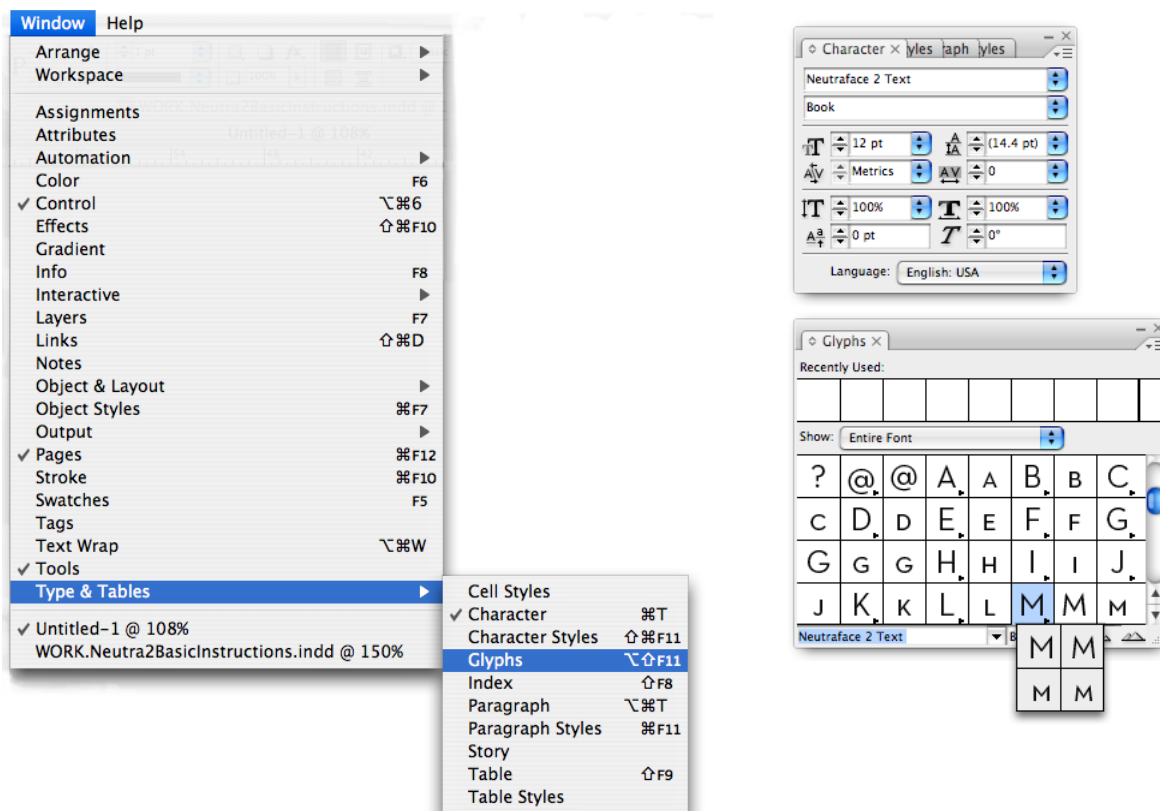 Window Help
Arrange
Workspace
Assignments
Attributes
Automation
Color F6
✓ Control ⌥⌘6
Effects ⇧⌘F10
Gradient
Info F8
Interactive
Layers F7
Links ⇧⌘D
Notes
Object & Layout
Object Styles ⌘F7
Output
✓ Pages ⌘F12
Stroke ⌘F10
Swatches F5
Tags
Text Wrap ⌥⌘W
✓ Tools
Type & Tables
✓ Untitled-1 @ 108%
WORK.Neutra2BasicInstructions.indd @ 150%
Cell Styles
✓ Character ⌘T
Character Styles ⇧⌘F11
Glyphs ⌥⇧F11
Index ⇧F8
Paragraph ⌥⌘T
Paragraph Styles ⌘F11
Story
Table ⇧F9
Table Styles
Character × yles raph yles
Neutraface 2 Text
Book
12 pt (14.4 pt)
Metrics 0
100% 100%
0 pt 0°
Language: English: USA
Glyphs ×
Recently Used:
Show: Entire Font
? @ @ A A B B C
C D D E E F F G
G G G H H I I J
J K K L L M M M
Neutraface 2 Text B
M M
M M